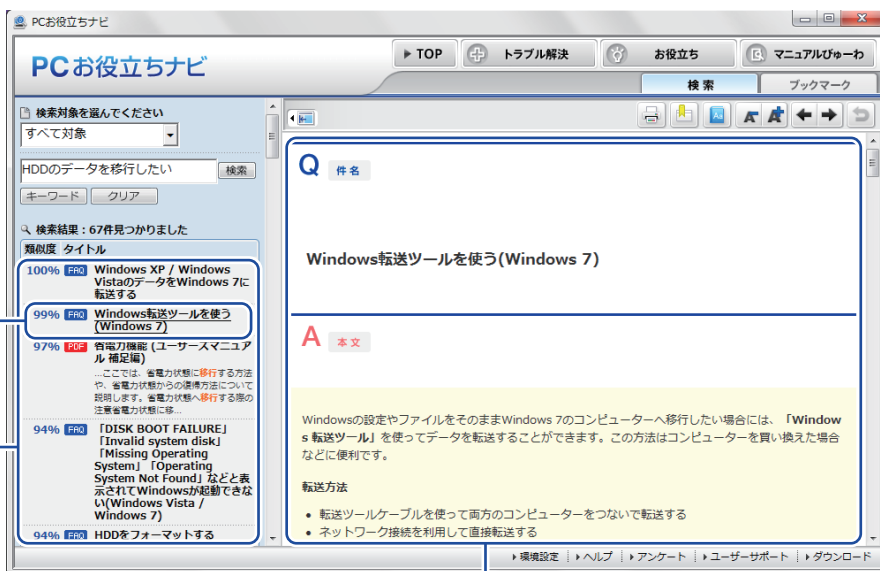 PCお役立ちナビ
PCお役立ちナビ
TOP
トラブル解決
お役立ち
マニュアルびゅーわ
検索
ブックマーク
検索対象を選んでください
すべて対象
HDDのデータを移行したい
検索
キーワード
クリア
検索結果：67件見つかりました
類似度 タイトル
100% FAQ Windows XP / Windows
VistaのデータをWindows 7に
転送する
99% FAQ Windows転送ツールを使う
(Windows 7)
97% PDF 省電力機能 (ユーザーズマニュア
ル 補足編)
...ここでは、省電力状態に移行する方法
や、省電力状態からの復帰方法について
説明します。省電力状態へ移行する際の
注意省電力状態に移...
94% FAQ 「DISK BOOT FAILURE」
「Invalid system disk」
「Missing Operating
System」「Operating
System Not Found」などと表
示されてWindowsが起動できな
い(Windows Vista /
Windows 7)
94% FAQ HDDをフォーマットする
Q 件名
Windows転送ツールを使う(Windows 7)
A 本文
Windowsの設定やファイルをそのままWindows 7のコンピューターへ移行したい場合には、「Window
s 転送ツール」を使ってデータを転送することができます。この方法はコンピューターを買い換えた場合
などに便利です。
転送方法
• 転送ツールケーブルを使って両方のコンピューターをつないで転送する
• ネットワーク接続を利用して直接転送する
環境設定
ヘルプ
アンケート
ユーザーサポート
ダウンロード